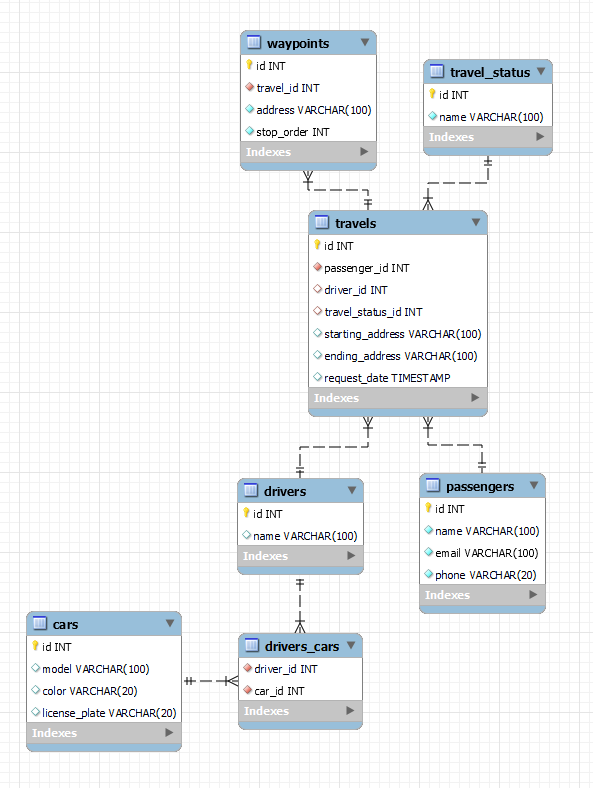 waypoints
id INT
travel_id INT
address VARCHAR(100)
stop_order INT
Indexes
travel_status
id INT
name VARCHAR(100)
Indexes
travels
id INT
passenger_id INT
driver_id INT
travel_status_id INT
starting_address VARCHAR(100)
ending_address VARCHAR(100)
request_date TIMESTAMP
Indexes
drivers
id INT
name VARCHAR(100)
Indexes
passengers
id INT
name VARCHAR(100)
email VARCHAR(100)
phone VARCHAR(20)
Indexes
cars
id INT
model VARCHAR(100)
color VARCHAR(20)
license_plate VARCHAR(20)
Indexes
drivers_cars
driver_id INT
car_id INT
Indexes